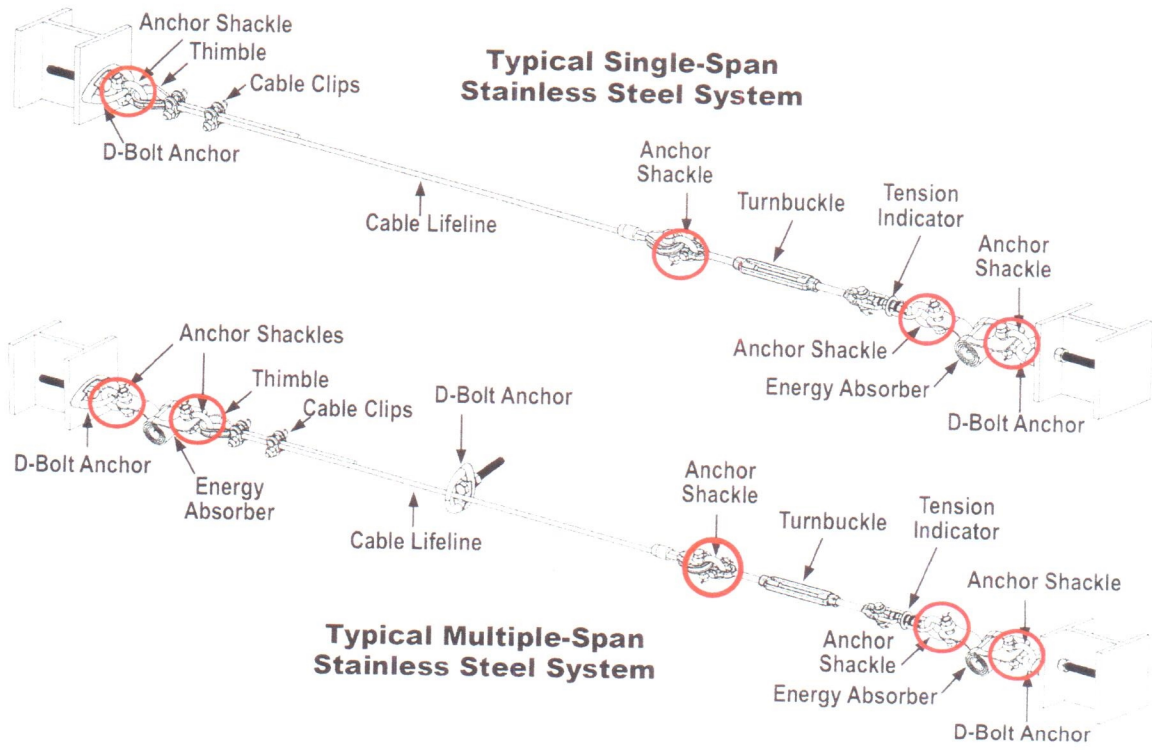 Anchor Shackle
Thimble
Cable Clips
D-Bolt Anchor
Typical Single-Span
Stainless Steel System
Cable Lifeline
Anchor
Shackle
Turnbuckle
Tension
Indicator
Anchor
Shackle
Anchor Shackle
Energy Absorber
D-Bolt Anchor
Anchor Shackles
Thimble
Cable Clips
D-Bolt Anchor
D-Bolt Anchor
Energy
Absorber
Cable Lifeline
Anchor
Shackle
Turnbuckle
Tension
Indicator
Anchor Shackle
Anchor
Shackle
Energy Absorber
D-Bolt Anchor
Typical Multiple-Span
Stainless Steel System